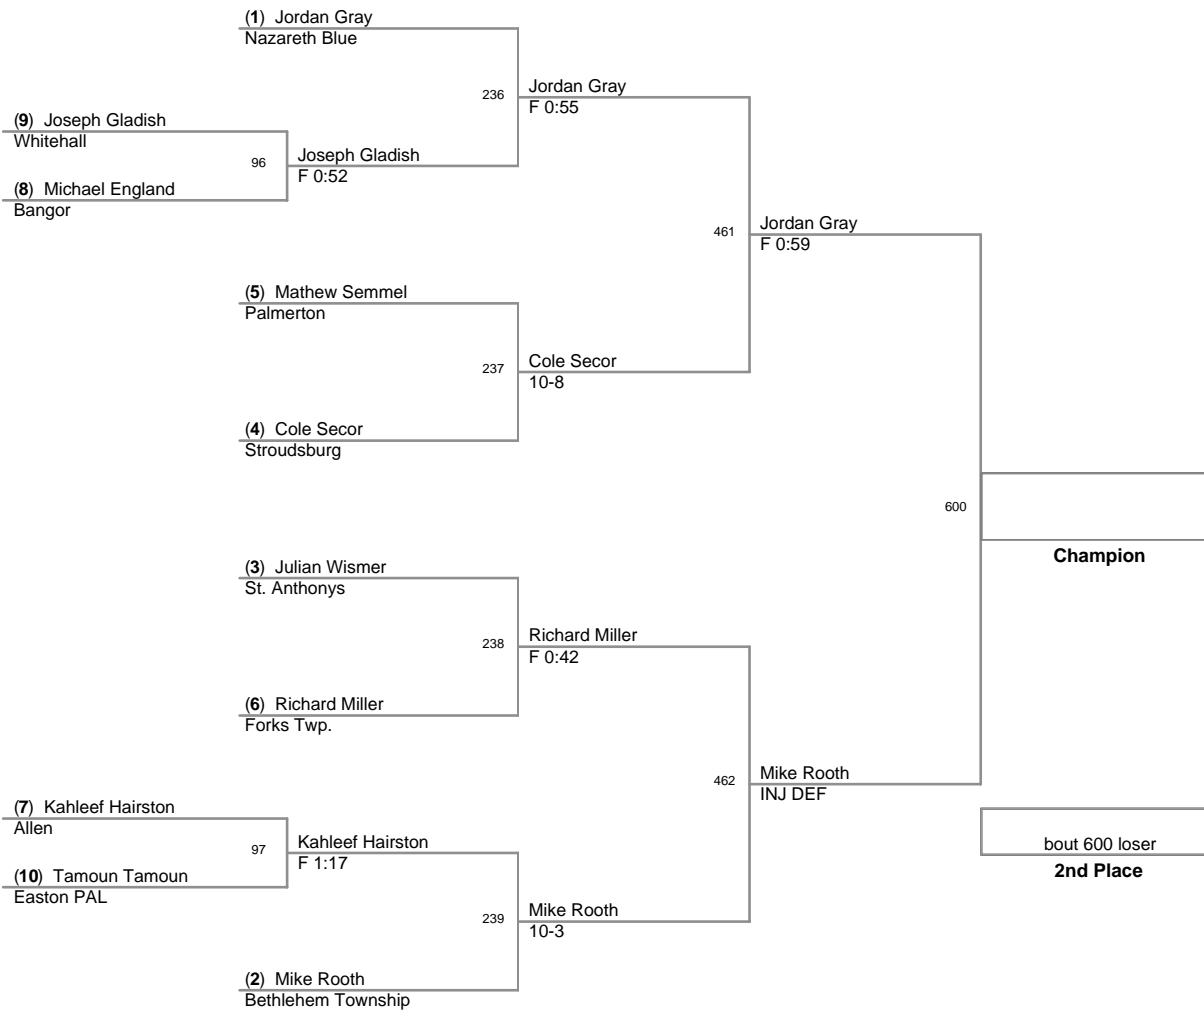 (1) Jordan Gray
Nazareth Blue
236
Jordan Gray
F 0:55
(9) Joseph Gladish
Whitehall
96
Joseph Gladish
F 0:52
(8) Michael England
Bangor
461
Jordan Gray
F 0:59
(5) Mathew Semmel
Palmerton
237
Cole Secor
10-8
(4) Cole Secor
Stroudsburg
600
Champion
(3) Julian Wismer
St. Anthonys
238
Richard Miller
F 0:42
(6) Richard Miller
Forks Twp.
462
Mike Rooth
INJ DEF
(7) Kahleef Hairston
Allen
97
Kahleef Hairston
F 1:17
(10) Tamoun Tamoun
Easton PAL
bout 600 loser
2nd Place
239
Mike Rooth
10-3
(2) Mike Rooth
Bethlehem Township